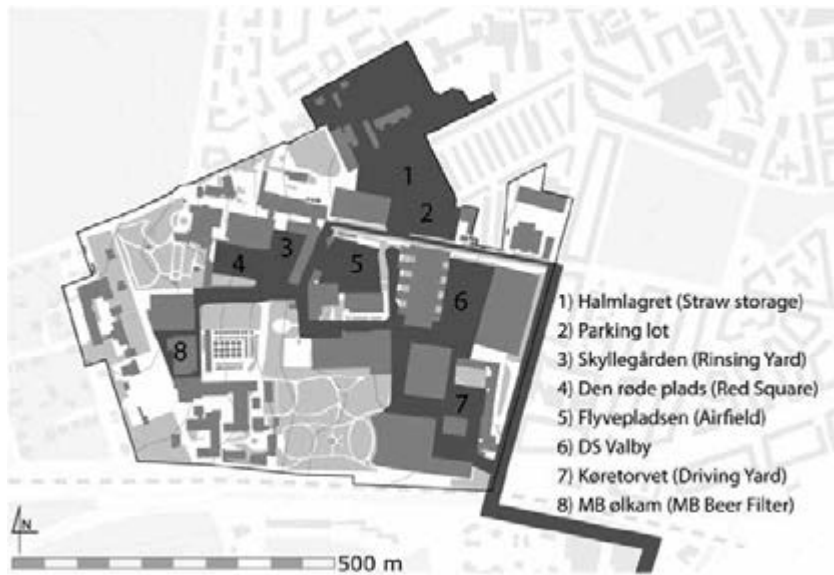 1
2
3
4
5
6
7
8
1) Halmlagret (Straw storage)
2) Parking lot
3) Skyllegården (Rinsing Yard)
4) Den røde plads (Red Square)
5) Flyvepladsen (Airfield)
6) DS Valby
7) Køretorvet (Driving Yard)
8) MB ølkam (MB Beer Filter)
N
500 m